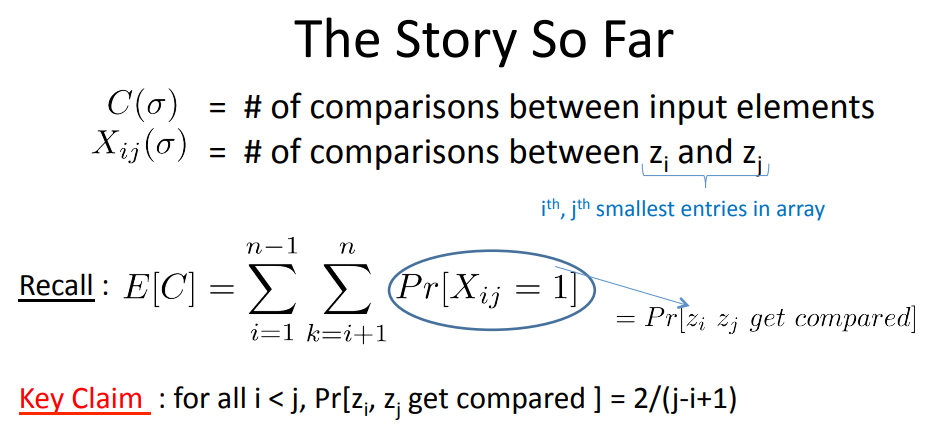 The Story So Far
C(σ) = # of comparisons between input elements
X_{ij}(σ) = # of comparisons between z_i and z_j
i^{th}, j^{th} smallest entries in array
Recall : E[C] = \sum_{i=1}^{n-1} \sum_{k=i+1}^{n} Pr[X_{ij} = 1]
= Pr[z_i z_j get compared]
Key Claim : for all i < j, Pr[z_i, z_j get compared ] = 2/(j-i+1)